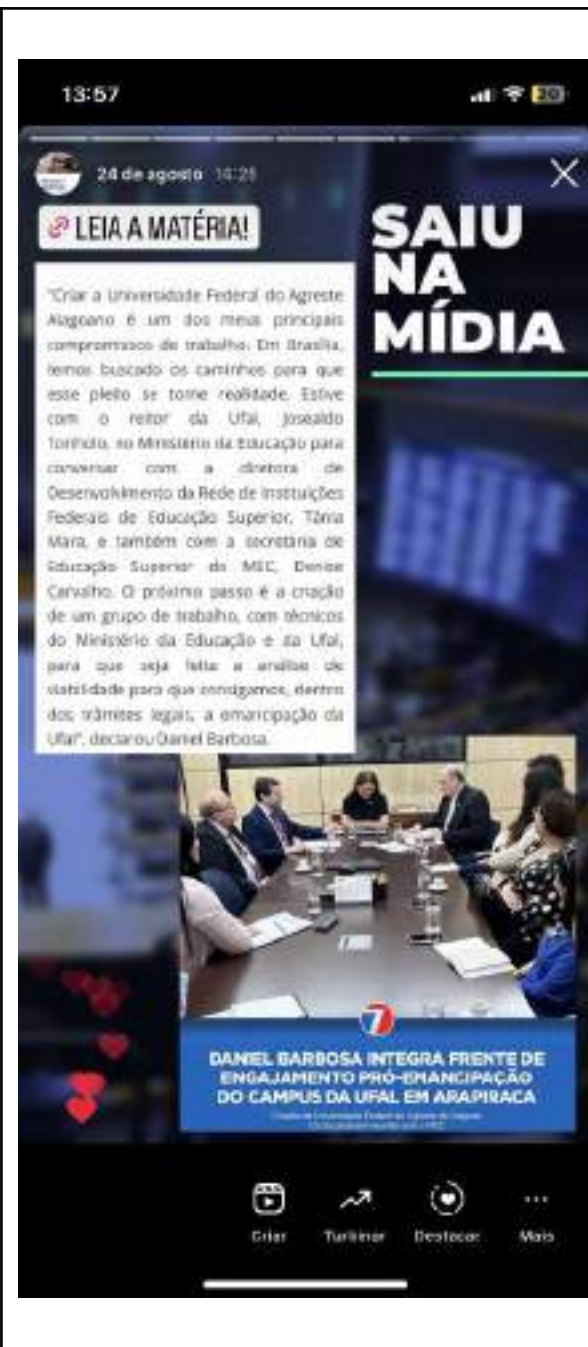 13:57
20
24 de agosto 14:25
LEIA A MATÉRIA!
SAIU
NA
MÍDIA
"Criar a Universidade Federal do Agreste
Alagoano é um dos meus principais
compromissos de trabalho. Em Brasília,
temos buscado os caminhos para que
esse pleito se torne realidade. Estive
com o reitor da Ufal, Josealdo
Tonholo, no Ministério da Educação para
conversar com a diretora de
Desenvolvimento da Rede de Instituições
Federais de Educação Superior, Tânia
Mara, e também com a secretária de
Educação Superior do MEC, Denise
Carvalho. O próximo passo é a criação
de um grupo de trabalho, com técnicos
do Ministério da Educação e da Ufal,
para que seja feita a análise de
viabilidade para que consigamos, dentro
dos trâmites legais, a emancipação da
Ufal", declarou Daniel Barbosa.
7
DANIEL BARBOSA INTEGRA FRENTE DE
ENGAJAMENTO PRÓ-EMANCIPAÇÃO
DO CAMPUS DA UFAL EM ARAPIRACA
Criar
Turbinar
Destacar
Mais